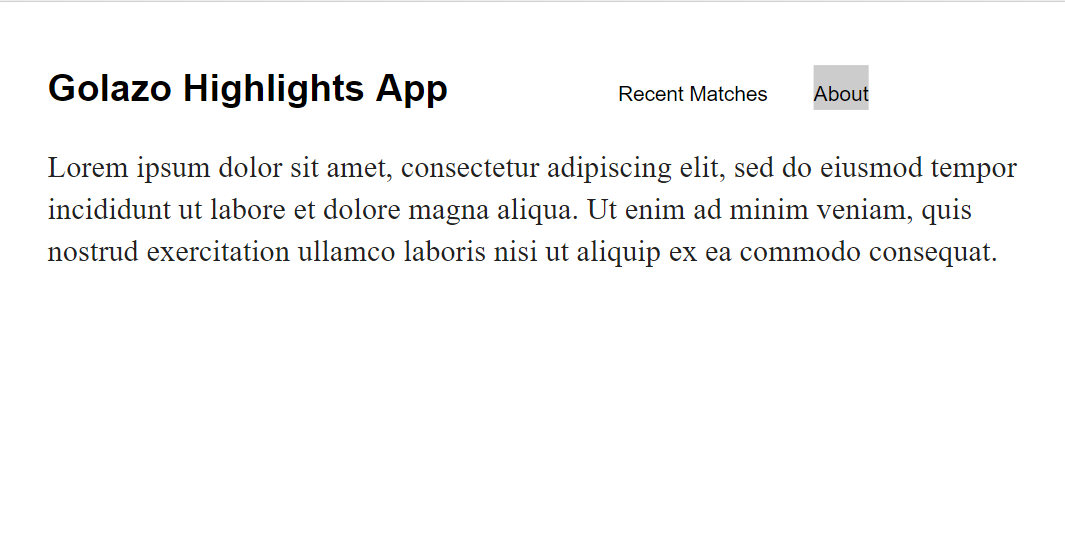 Golazo Highlights App Recent Matches About
Lorem ipsum dolor sit amet, consectetur adipiscing elit, sed do eiusmod tempor
incididunt ut labore et dolore magna aliqua. Ut enim ad minim veniam, quis
nostrud exercitation ullamco laboris nisi ut aliquip ex ea commodo consequat.